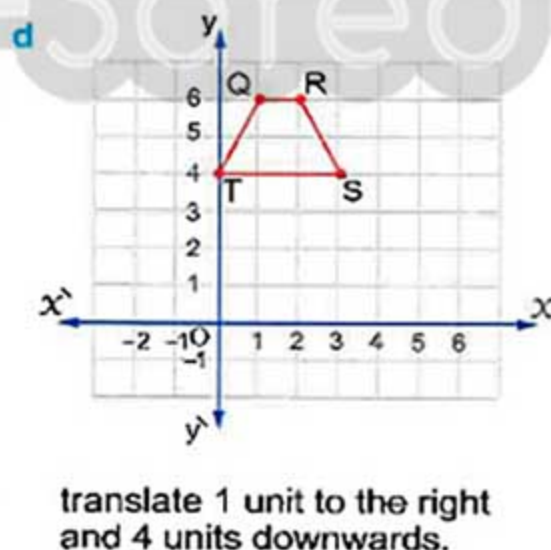 d
y
Q R
6
5
4
T S
3
2
1
x' x
-2 -1 O 1 2 3 4 5 6
-1
y'
translate 1 unit to the right
and 4 units downwards.